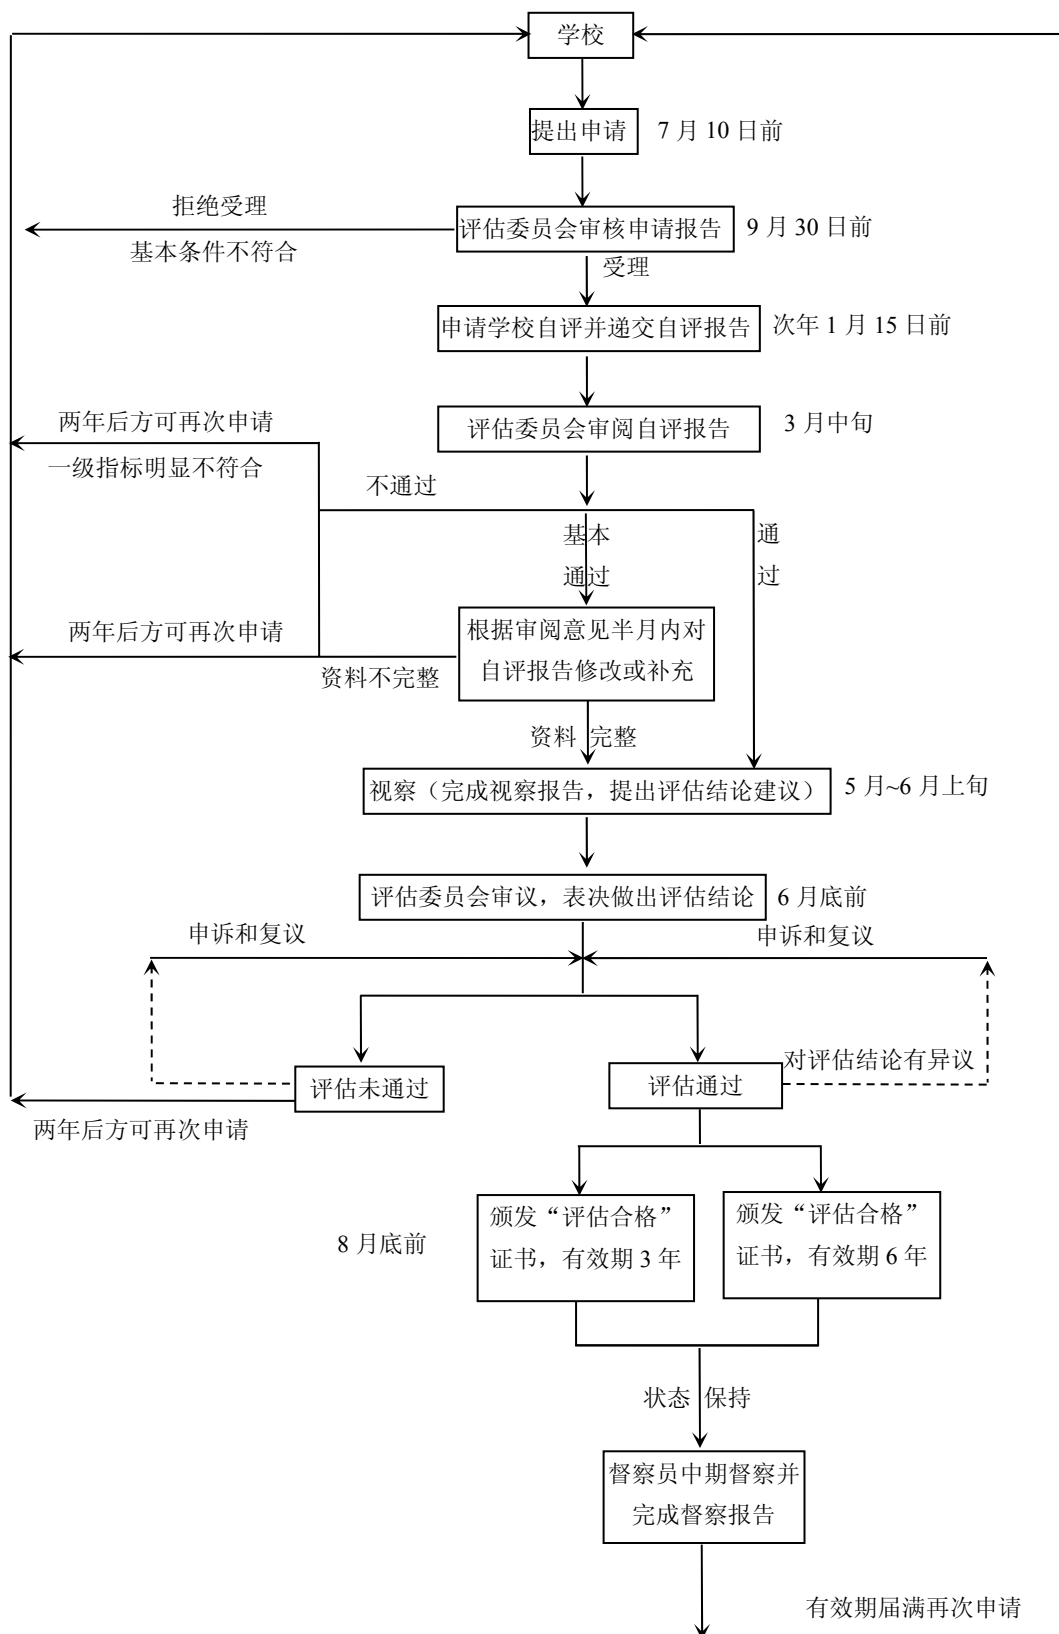 学校
提出申请
7 月 10 日前
拒绝受理
评估委员会审核申请报告
9 月 30 日前
基本条件不符合
受理
申请学校自评并递交自评报告
次年 1 月 15 日前
两年后方可再次申请
评估委员会审阅自评报告
3 月中旬
一级指标明显不符合
不通过
基本
通过
通
过
两年后方可再次申请
根据审阅意见半月内对
自评报告修改或补充
资料不完整
资料 完整
视察（完成视察报告，提出评估结论建议）
5 月~6 月上旬
评估委员会审议，表决做出评估结论
6 月底前
申诉和复议
申诉和复议
评估未通过
评估通过
对评估结论有异议
两年后方可再次申请
颁发“评估合格”
证书，有效期 3 年
颁发“评估合格”
证书，有效期 6 年
8 月底前
状态 保持
督察员中期督察并
完成督察报告
有效期届满再次申请